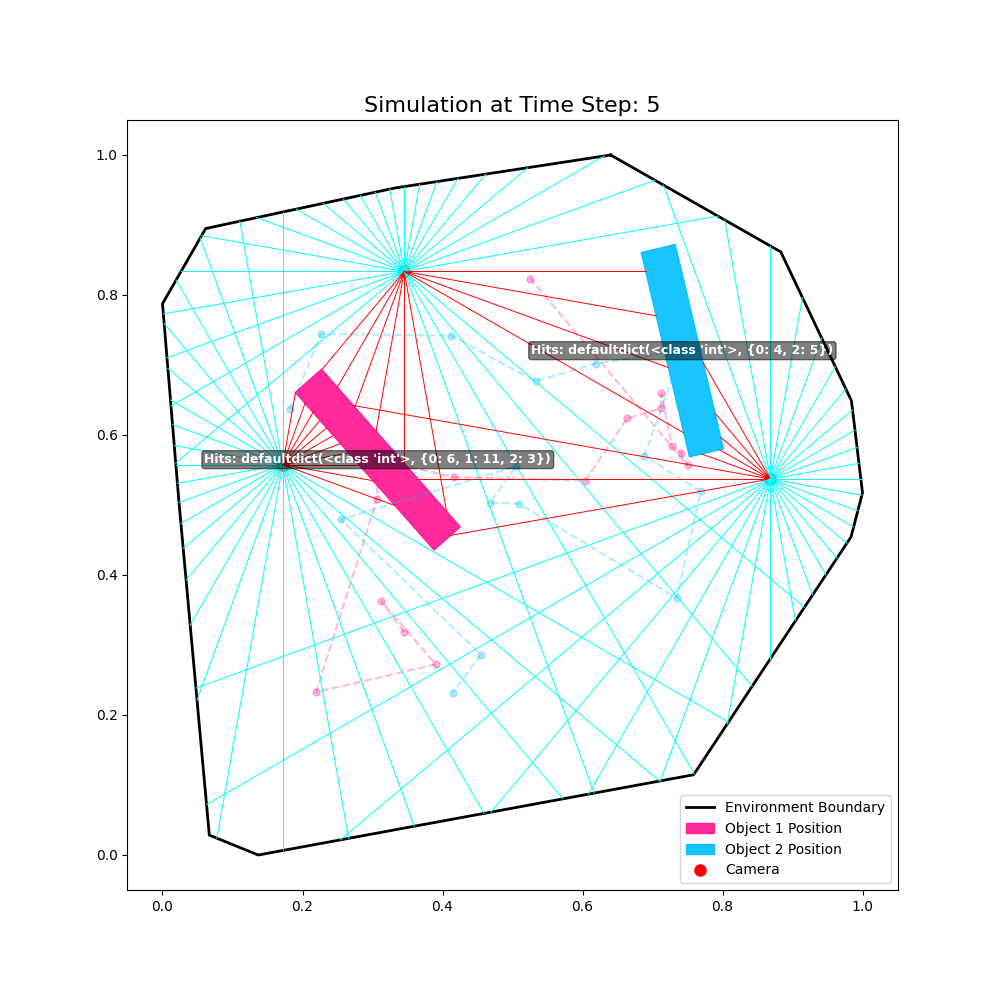 Simulation at Time Step: 5
1.0
0.8
Hits: defaultdict(<class 'int'>, {0: 4, 2: 5})
0.6
Hits: defaultdict(<class 'int'>, {0: 6, 1: 11, 2: 3})
0.4
0.2
0.0
Environment Boundary
Object 1 Position
Object 2 Position
Camera
0.0 0.2 0.4 0.6 0.8 1.0